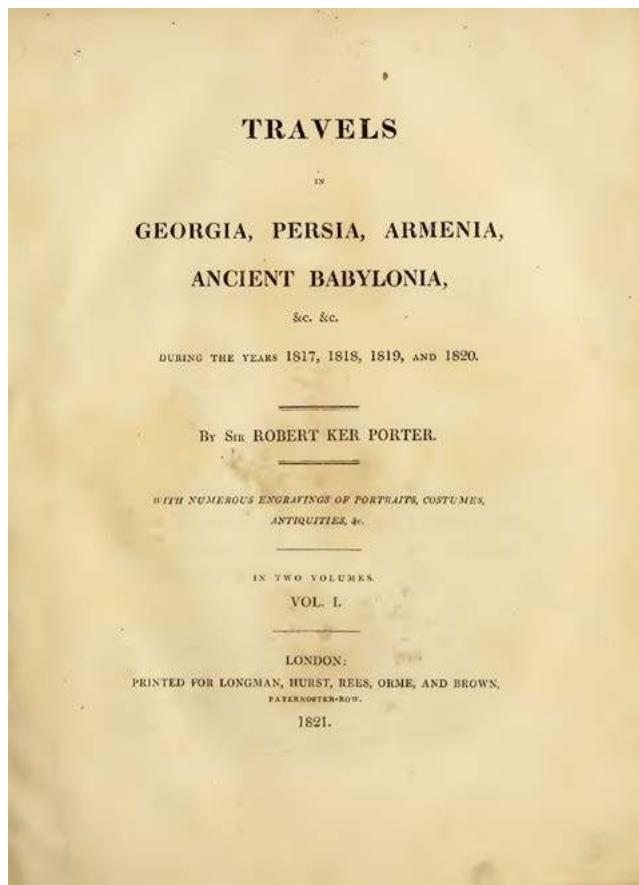 TRAVELS
IN
GEORGIA, PERSIA, ARMENIA,
ANCIENT BABYLONIA,
&c. &c.
DURING THE YEARS 1817, 1818, 1819, AND 1820.
BY SIR ROBERT KER PORTER.
WITH NUMEROUS ENGRAVINGS OF PORTRAITS, COSTUMES,
ANTIQUITIES, &c.
IN TWO VOLUMES.
VOL. I.
LONDON:
PRINTED FOR LONGMAN, HURST, REES, ORME, AND BROWN,
PATERNOSTER-ROW.
1821.